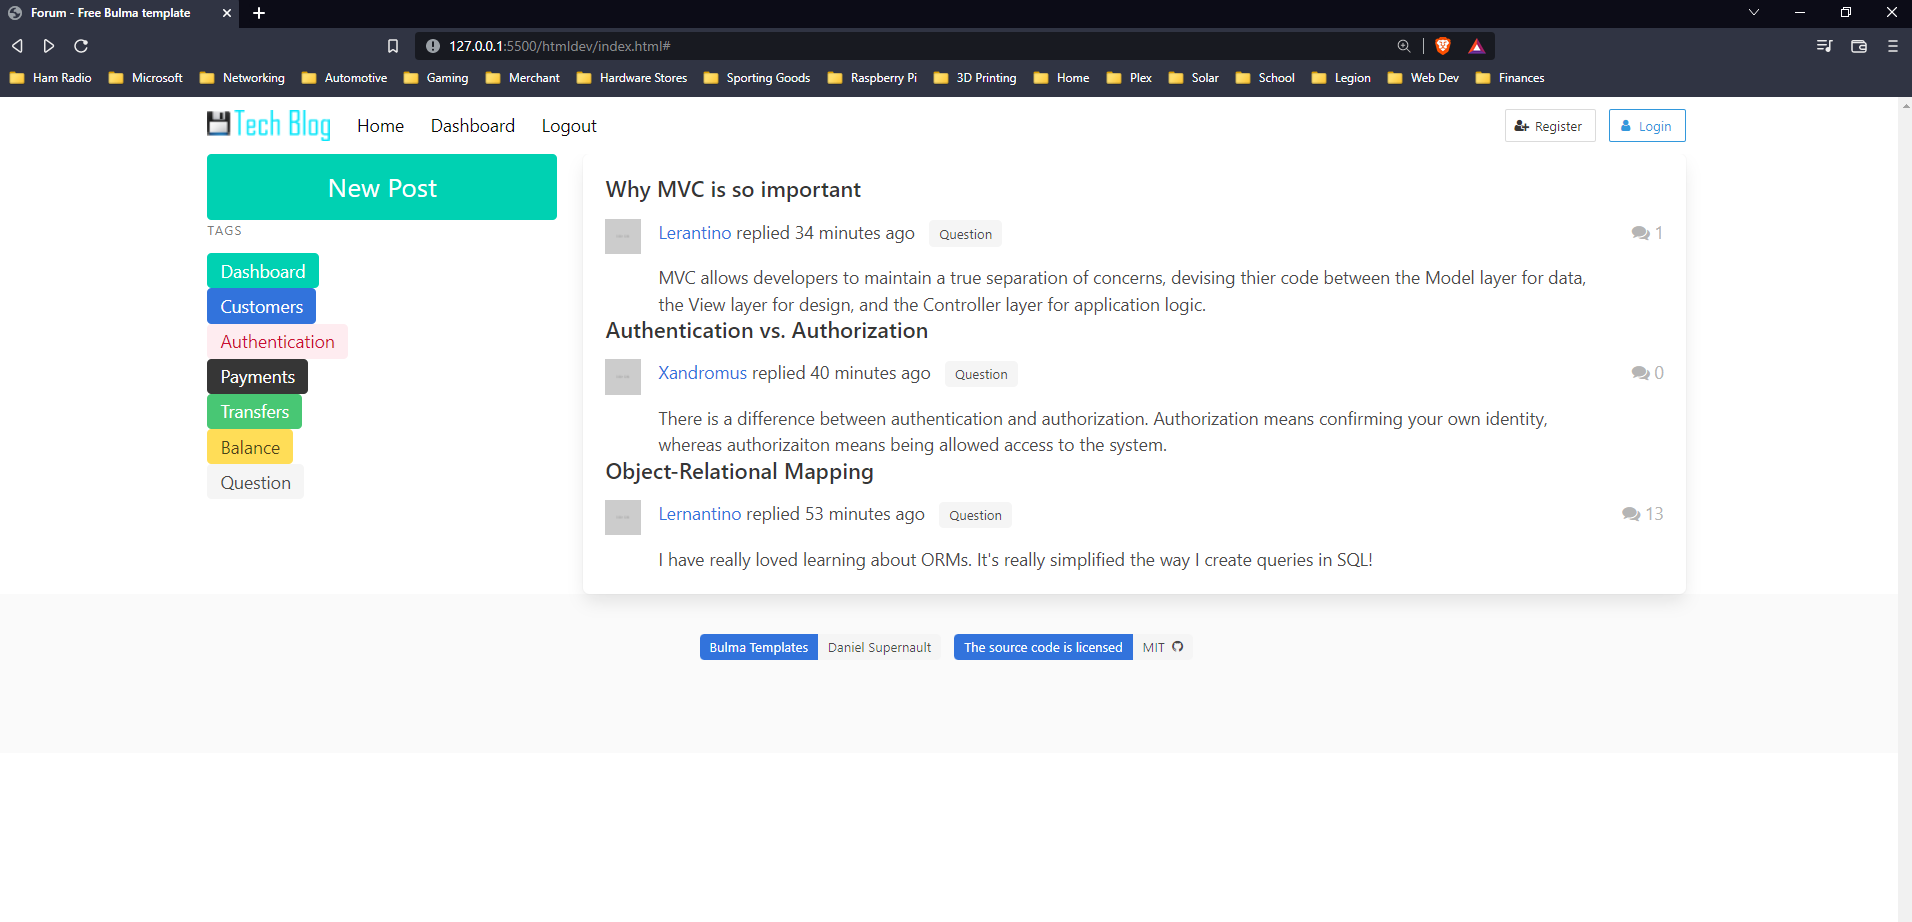 Forum - Free Bulma template
127.0.0.1:5500/htmldev/index.html#
Ham Radio Microsoft Networking Automotive Gaming Merchant Hardware Stores Sporting Goods Raspberry Pi 3D Printing Home Plex Solar School Legion Web Dev Finances
Tech Blog Home Dashboard Logout Register Login
New Post
TAGS
Dashboard
Customers
Authentication
Payments
Transfers
Balance
Question
Why MVC is so important
Lerantino replied 34 minutes ago Question 1
MVC allows developers to maintain a true separation of concerns, devising thier code between the Model layer for data,
the View layer for design, and the Controller layer for application logic.
Authentication vs. Authorization
Xandromus replied 40 minutes ago Question 0
There is a difference between authentication and authorization. Authorization means confirming your own identity,
whereas authorizaiton means being allowed access to the system.
Object-Relational Mapping
Lernantino replied 53 minutes ago Question 13
I have really loved learning about ORMs. It's really simplified the way I create queries in SQL!
Bulma Templates Daniel Supernault The source code is licensed MIT